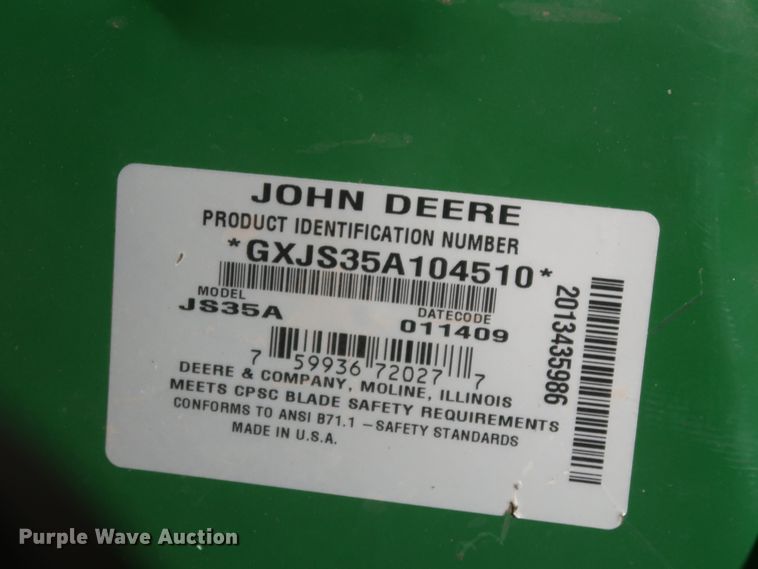 JOHN DEERE
PRODUCT IDENTIFICATION NUMBER
*GXJS35A104510*
MODEL DATECODE
JS35A 011409
7 59936 72027 7
DEERE & COMPANY, MOLINE, ILLINOIS
MEETS CPSC BLADE SAFETY REQUIREMENTS
CONFORMS TO ANSI B71.1 – SAFETY STANDARDS
MADE IN U.S.A.
2013435986
Purple Wave Auction